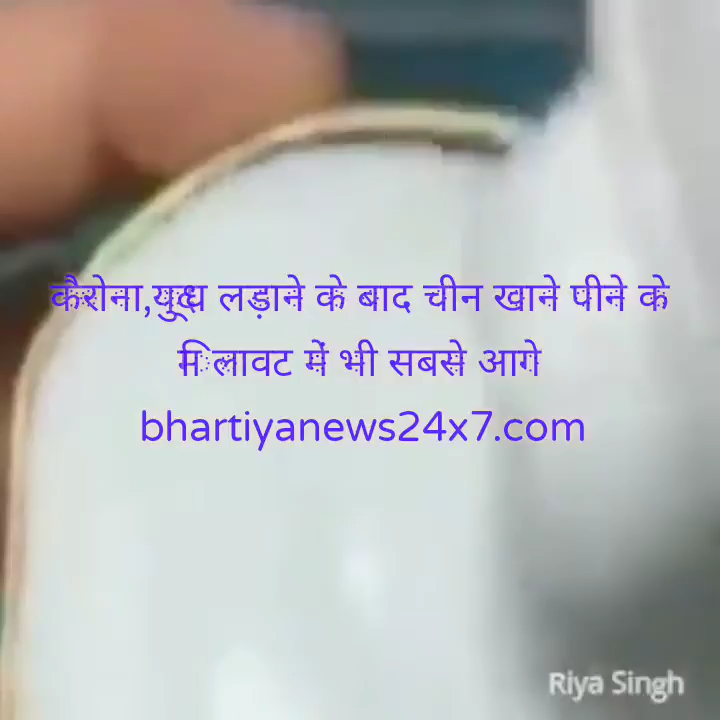 कैरोना,युद्ध लड़ाने के बाद चीन खाने पीने के
मिलावट में भी सबसे आगे
bhartiyanews24x7.com
Riya Singh